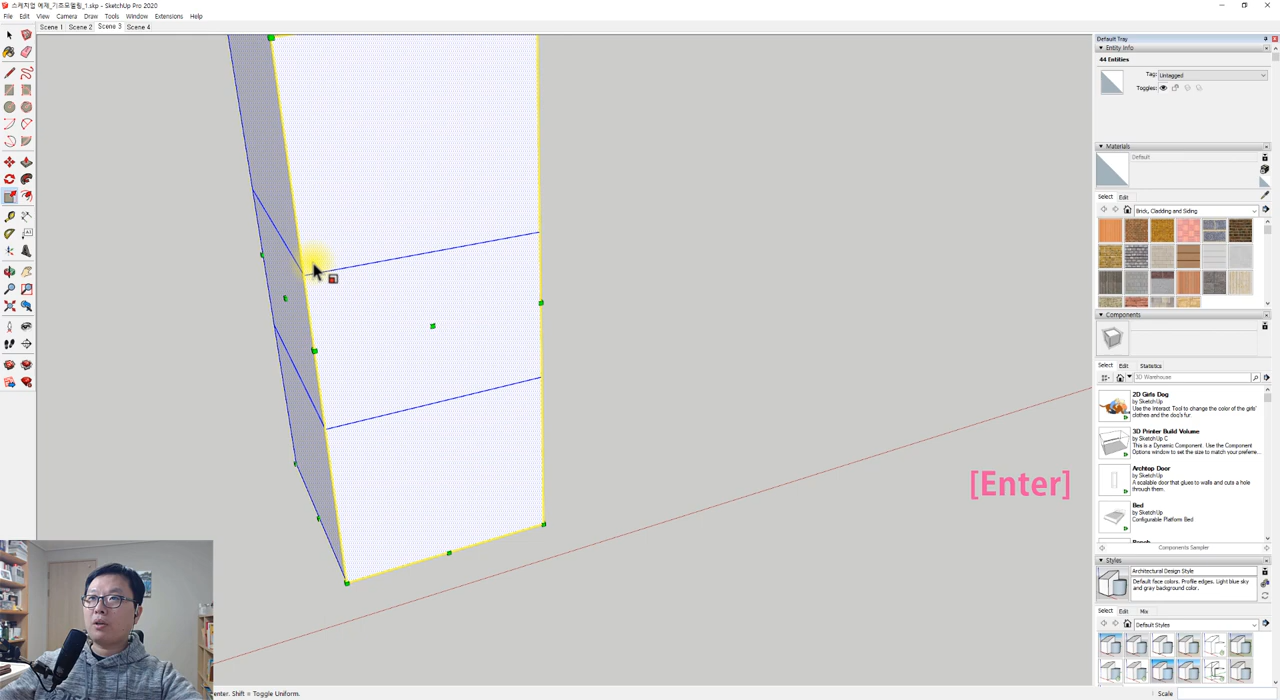 스케치업 예제_기초모델링_1.skp - SketchUp Pro 2020
File Edit View Camera Draw Tools Window Extensions Help
Scene 1 Scene 2 Scene 3 Scene 4
Default Tray
Entity Info
44 Entities
Tag: Untagged
Toggles:
Materials
Default
Select Edit
Brick, Cladding and Siding
Components
Select Edit Statistics
3D Warehouse
2D Girls Dog
by SketchUp
Use the Interact Tool to change the color of the girl's
clothes and the dog's fur.
3D Printer Build Volume
by SketchUp C
This is a Dynamic Component. Use the Component
Options window to set the size to match your preferre...
Archtop Door
by SketchUp
A scalable door that glues to walls and cuts a hole
through them.
Bed
by SketchUp
Configurable Platform Bed
Components Sampler
[Enter]
Styles
Architectural Design Style
Default face colors. Profile edges. Light blue sky
and gray background color.
Select Edit Mix
Default Styles
enter. Shift = Toggle Uniform.
Scale